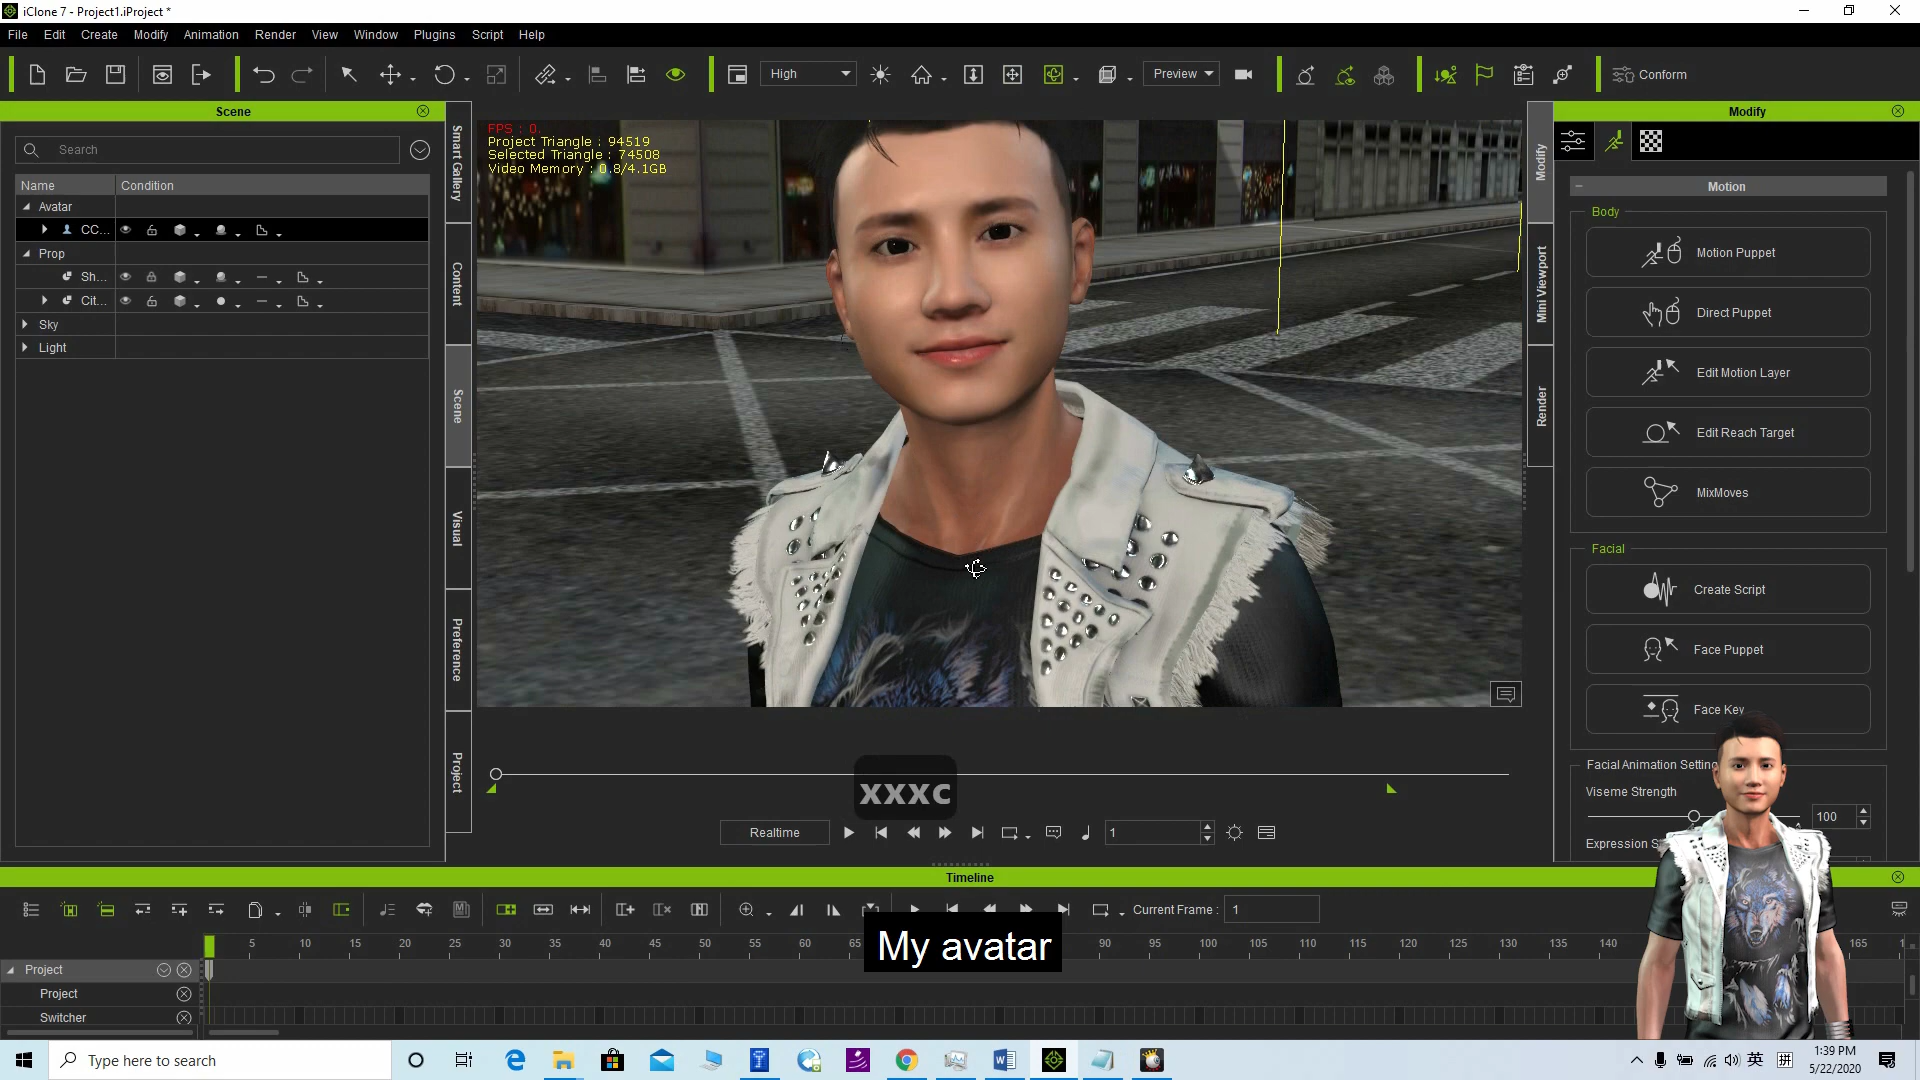 iClone 7 - Project1.iProject *
File Edit Create Modify Animation Render View Window Plugins Script Help
High
Preview
Conform
Scene
Search
Name Condition
Avatar
CC...
Prop
Sh...
Cit...
Sky
Light
Smart Gallery
Content
Scene
Visual
Preference
Project
FPS : 0.
Project Triangle : 94519
Selected Triangle : 74508
Video Memory : 0.8/4.1GB
Modify
Mini Viewport
Render
Modify
Motion
Body
Motion Puppet
Direct Puppet
Edit Motion Layer
Edit Reach Target
MixMoves
Facial
Create Script
Face Puppet
Face Key
Facial Animation Setting
Viseme Strength
100
Expression S
xxxc
Realtime
1
Timeline
Current Frame : 1
5 10 15 20 25 30 35 40 45 50 55 60 65 90 95 100 105 110 115 120 125 130 135 140 165
My avatar
Project
Project
Switcher
Type here to search
英
拼
1:39 PM
5/22/2020